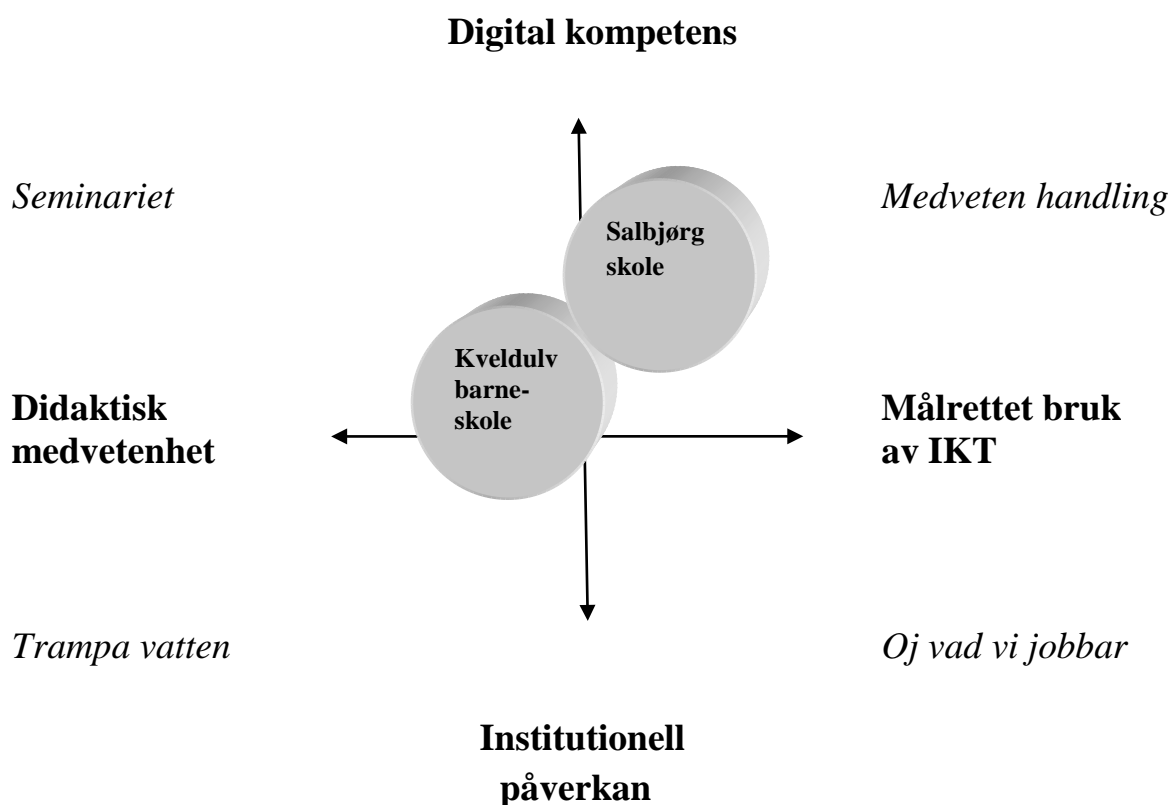 Digital kompetens
Seminariet
Medveten handling
Salbjørg
skole
Kveldulv
barne-
skole
Didaktisk
medvetenhet
Målrettet bruk
av IKT
Trampa vatten
Oj vad vi jobbar
Institutionell
påverkan